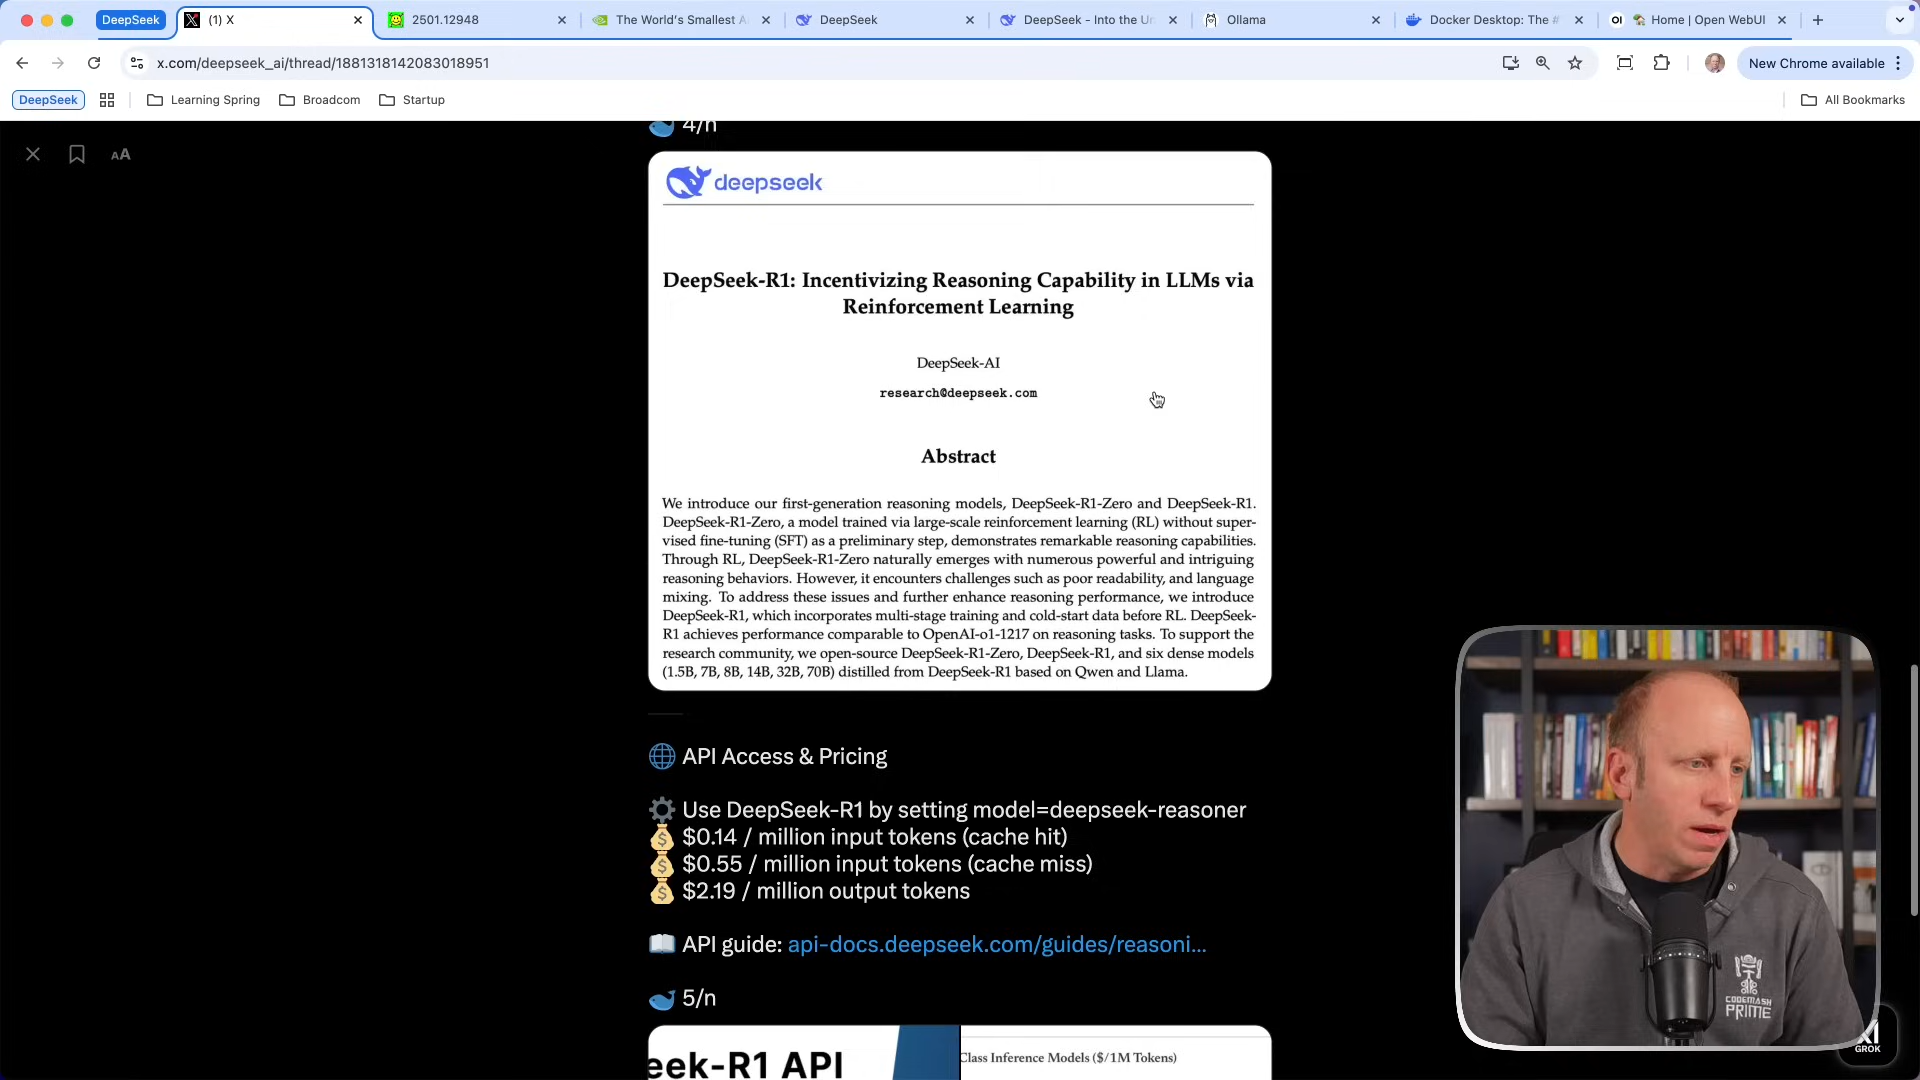 DeepSeek
(1) X
2501.12948
The World's Smallest A
DeepSeek
DeepSeek - Into the Un
Ollama
Docker Desktop: The #
OI
Home | Open WebUI
x.com/deepseek_ai/thread/1881318142083018951
New Chrome available
DeepSeek
Learning Spring
Broadcom
Startup
All Bookmarks
AA
4/n
deepseek
DeepSeek-R1: Incentivizing Reasoning Capability in LLMs via
Reinforcement Learning
DeepSeek-AI
research@deepseek.com
Abstract
We introduce our first-generation reasoning models, DeepSeek-R1-Zero and DeepSeek-R1.
DeepSeek-R1-Zero, a model trained via large-scale reinforcement learning (RL) without super-
vised fine-tuning (SFT) as a preliminary step, demonstrates remarkable reasoning capabilities.
Through RL, DeepSeek-R1-Zero naturally emerges with numerous powerful and intriguing
reasoning behaviors. However, it encounters challenges such as poor readability, and language
mixing. To address these issues and further enhance reasoning performance, we introduce
DeepSeek-R1, which incorporates multi-stage training and cold-start data before RL. DeepSeek-
R1 achieves performance comparable to OpenAI-o1-1217 on reasoning tasks. To support the
research community, we open-source DeepSeek-R1-Zero, DeepSeek-R1, and six dense models
(1.5B, 7B, 8B, 14B, 32B, 70B) distilled from DeepSeek-R1 based on Qwen and Llama.
🌐 API Access & Pricing
⚙️ Use DeepSeek-R1 by setting model=deepseek-reasoner
💰 $0.14 / million input tokens (cache hit)
💰 $0.55 / million input tokens (cache miss)
💰 $2.19 / million output tokens
📖 API guide: api-docs.deepseek.com/guides/reasoni...
🐋 5/n
eek-R1 API
Class Inference Models ($/1M Tokens)
CODEMASH
PRIME
GROK